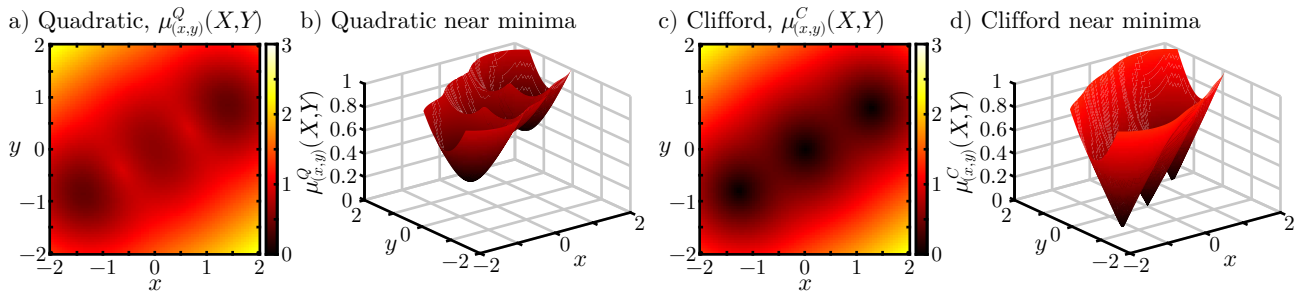 a) Quadratic, μ^Q_(x,y)(X,Y)
2
1
y 0
−1
−2
−2 −1 0 1 2
x
3
2
1
0
b) Quadratic near minima
μ^Q_(x,y)(X,Y)
1
0.8
0.6
0.4
0.2
0
2
y 0
−2
−2
0
x
2
c) Clifford, μ^C_(x,y)(X,Y)
2
1
y 0
−1
−2
−2 −1 0 1 2
x
3
2
1
0
d) Clifford near minima
μ^C_(x,y)(X,Y)
1
0.8
0.6
0.4
0.2
0
2
y 0
−2
−2
0
x
2